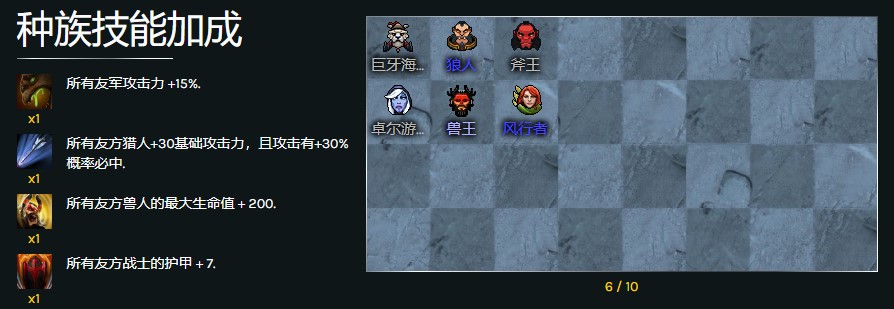 种族技能加成
所有友军攻击力 +15%.
x1
所有友方猎人+30基础攻击力，且攻击有+30%
概率必中.
x1
所有友方兽人的最大生命值 + 200.
x1
所有友方战士的护甲 + 7.
x1
巨牙海... 狼人 斧王
卓尔游... 兽王 风行者
6 / 10